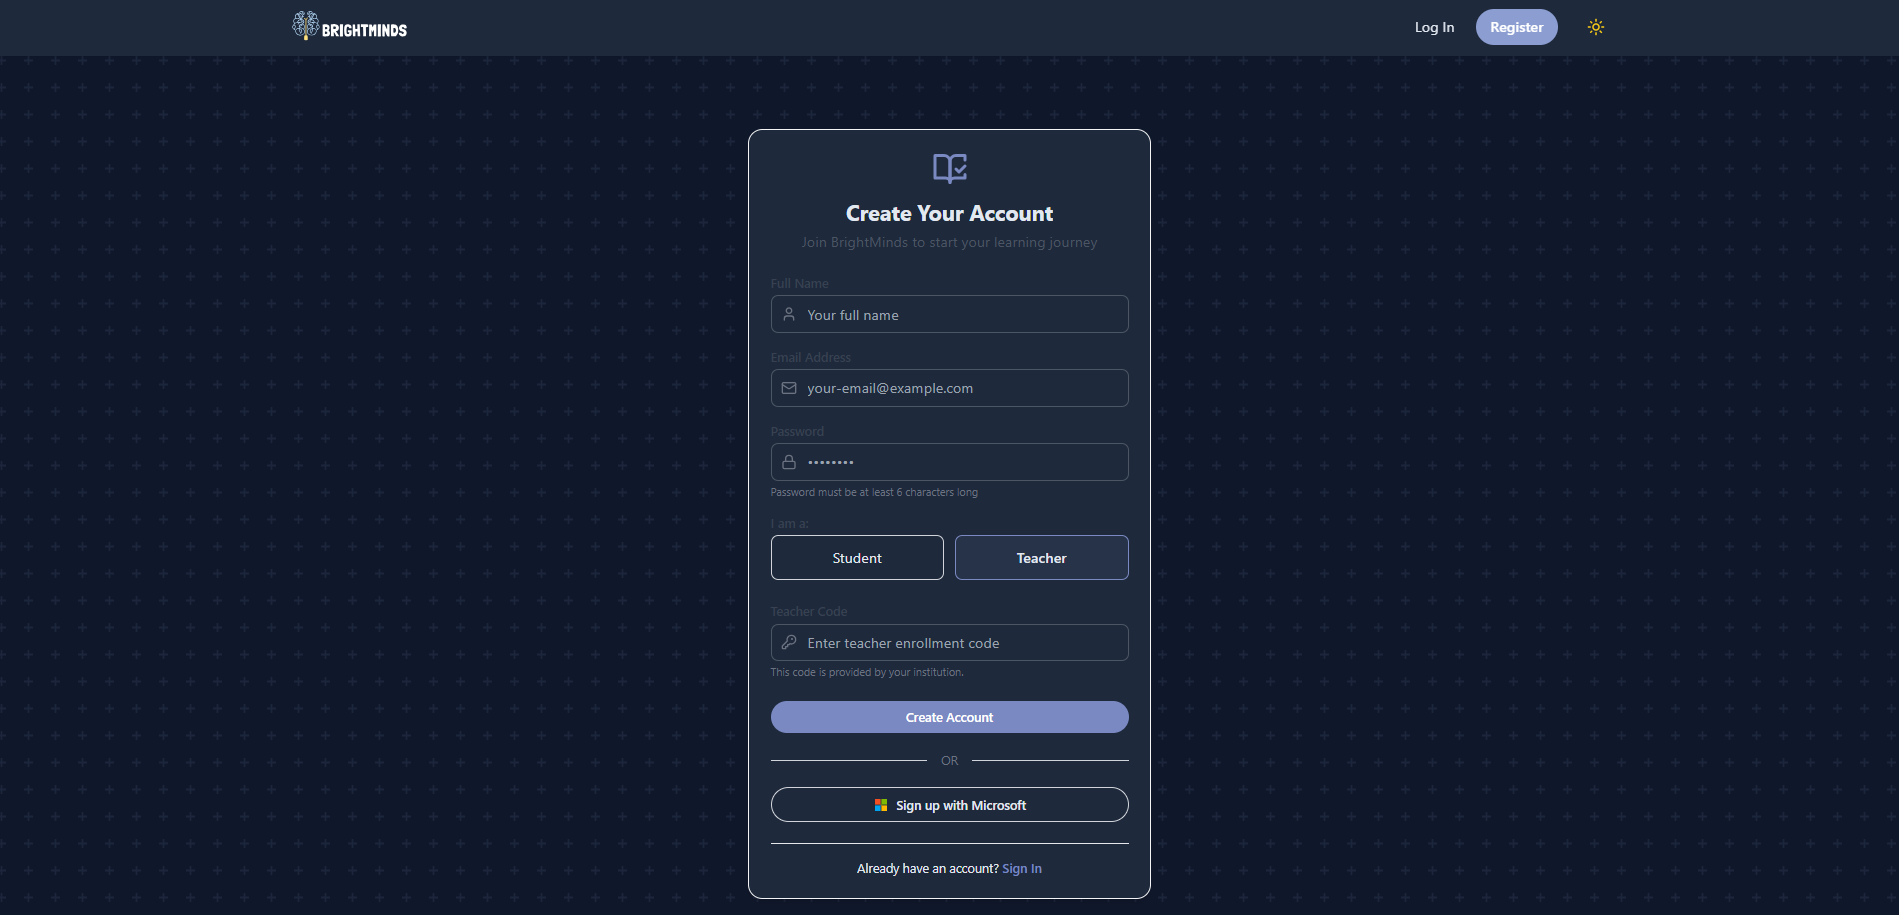 BRIGHTMINDS
Log In
Register
Create Your Account
Join BrightMinds to start your learning journey
Full Name
Your full name
Email Address
your-email@example.com
Password
••••••••
Password must be at least 6 characters long
I am a:
Student
Teacher
Teacher Code
Enter teacher enrollment code
This code is provided by your institution.
Create Account
OR
Sign up with Microsoft
Already have an account? Sign In